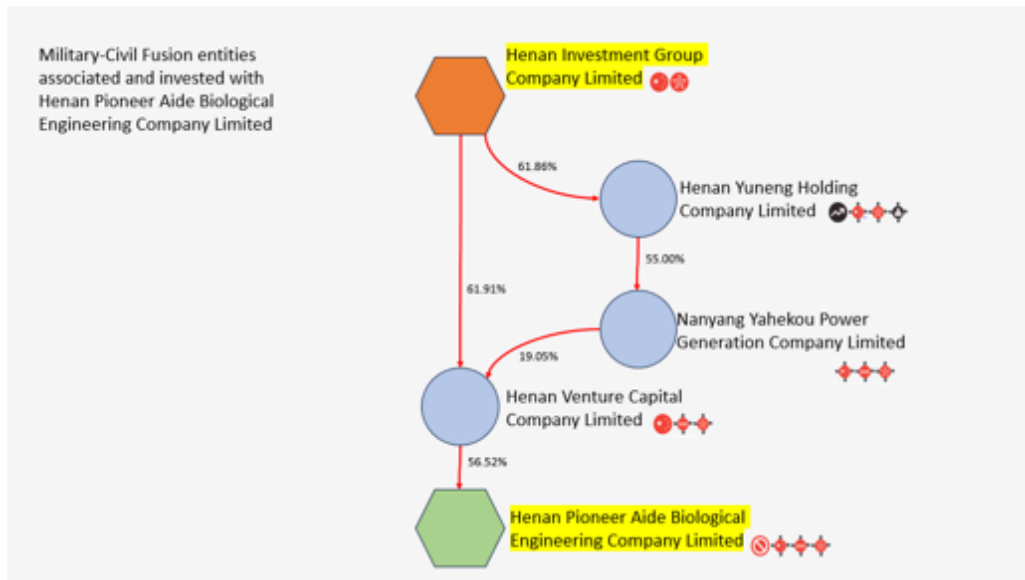 Military-Civil Fusion entities
associated and invested with
Henan Pioneer Aide Biological
Engineering Company Limited
Henan Investment Group
Company Limited
61.86%
Henan Yuneng Holding
Company Limited
55.00%
61.91%
Nanyang Yahekou Power
Generation Company Limited
19.05%
Henan Venture Capital
Company Limited
56.52%
Henan Pioneer Aide Biological
Engineering Company Limited